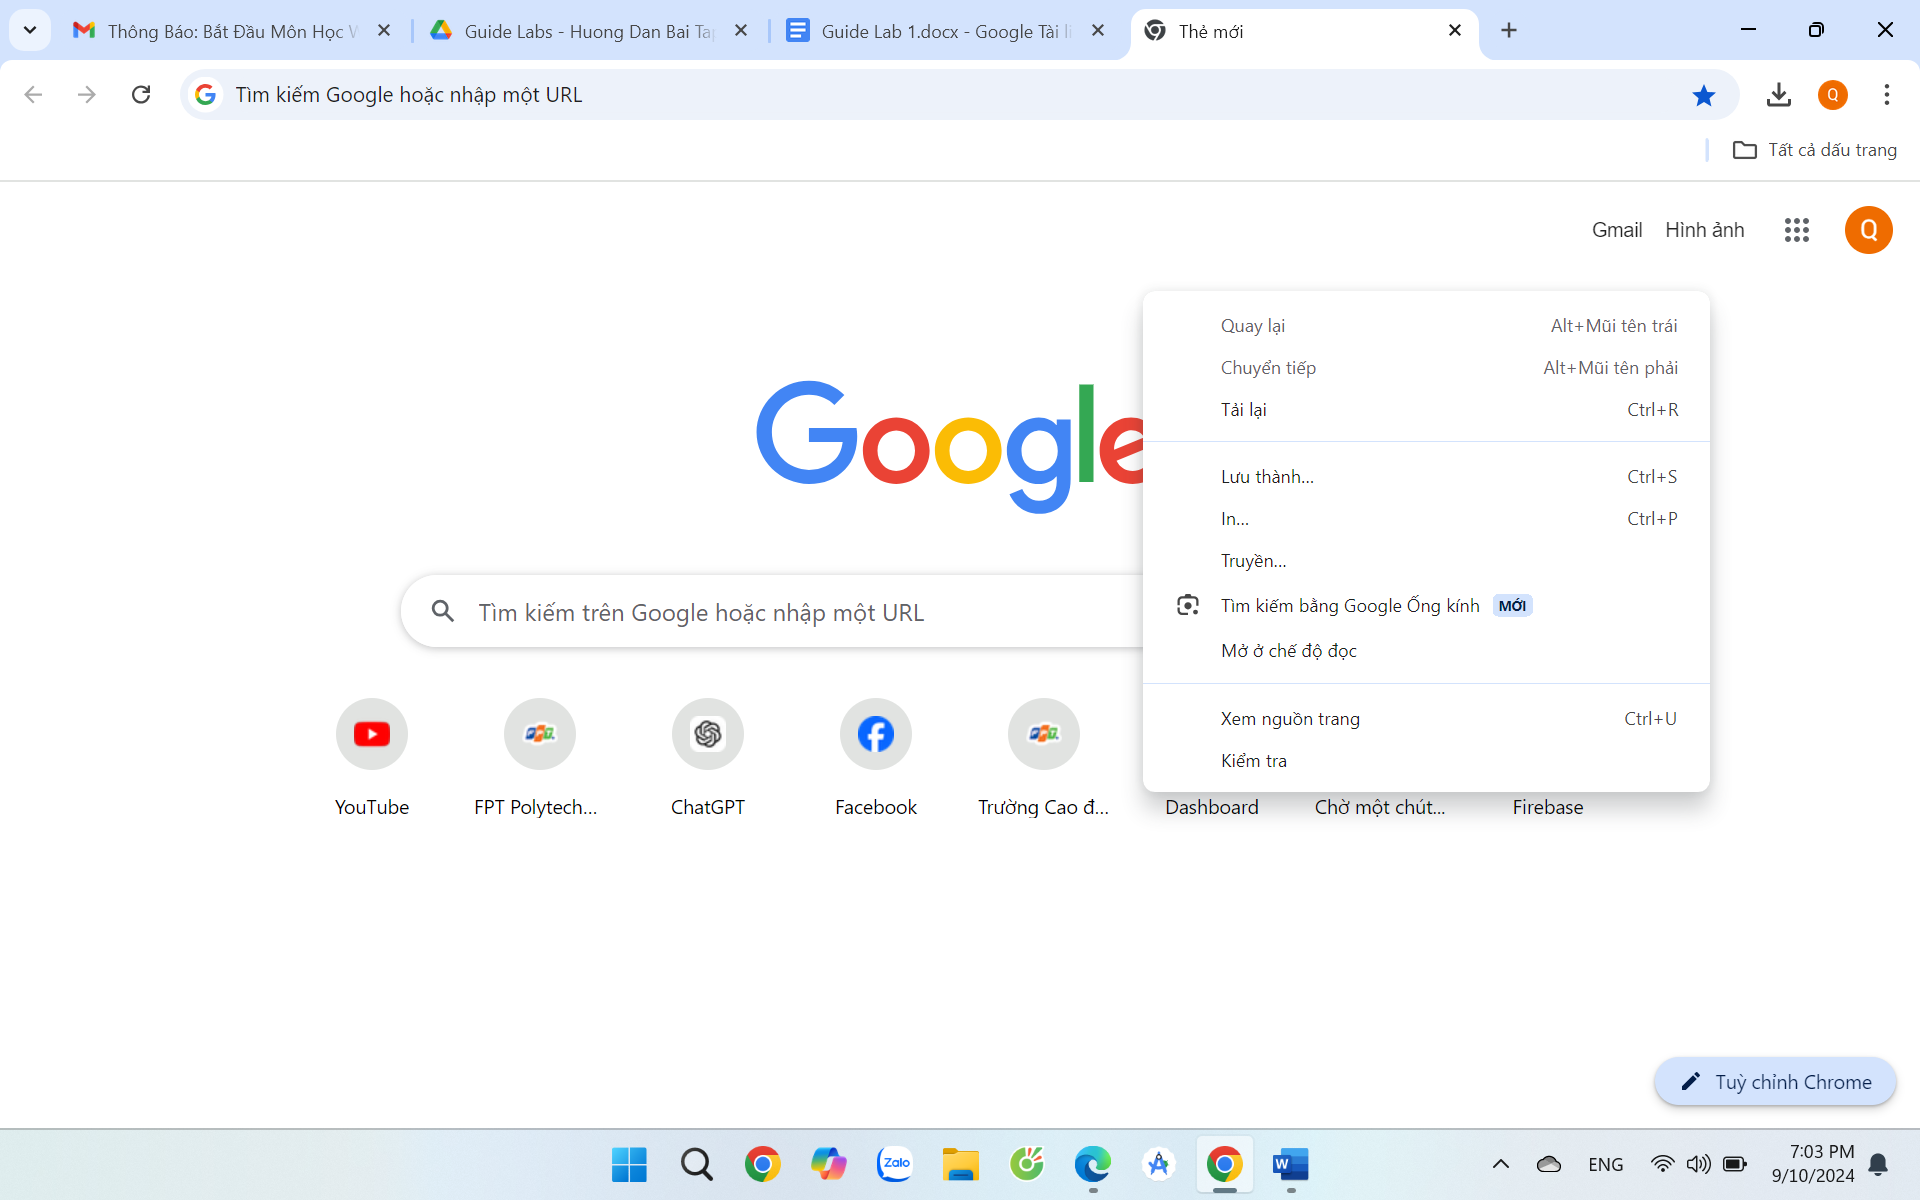 Thông Báo: Bắt Đầu Môn Học W
Guide Labs - Huong Dan Bai Tap
Guide Lab 1.docx - Google Tài li
Thẻ mới
Tìm kiếm Google hoặc nhập một URL
Q
Tất cả dấu trang
Gmail
Hình ảnh
Q
Google
Quay lại Alt+Mũi tên trái
Chuyển tiếp Alt+Mũi tên phải
Tải lại Ctrl+R
Lưu thành... Ctrl+S
In... Ctrl+P
Truyền...
Tìm kiếm bằng Google Ống kính MỚI
Mở ở chế độ đọc
Xem nguồn trang Ctrl+U
Kiểm tra
Tìm kiếm trên Google hoặc nhập một URL
FPT.
FPT.
YouTube
FPT Polytech...
ChatGPT
Facebook
Trường Cao đ...
Dashboard
Chờ một chút...
Firebase
Tuỳ chỉnh Chrome
Zalo
W
ENG
7:03 PM
9/10/2024